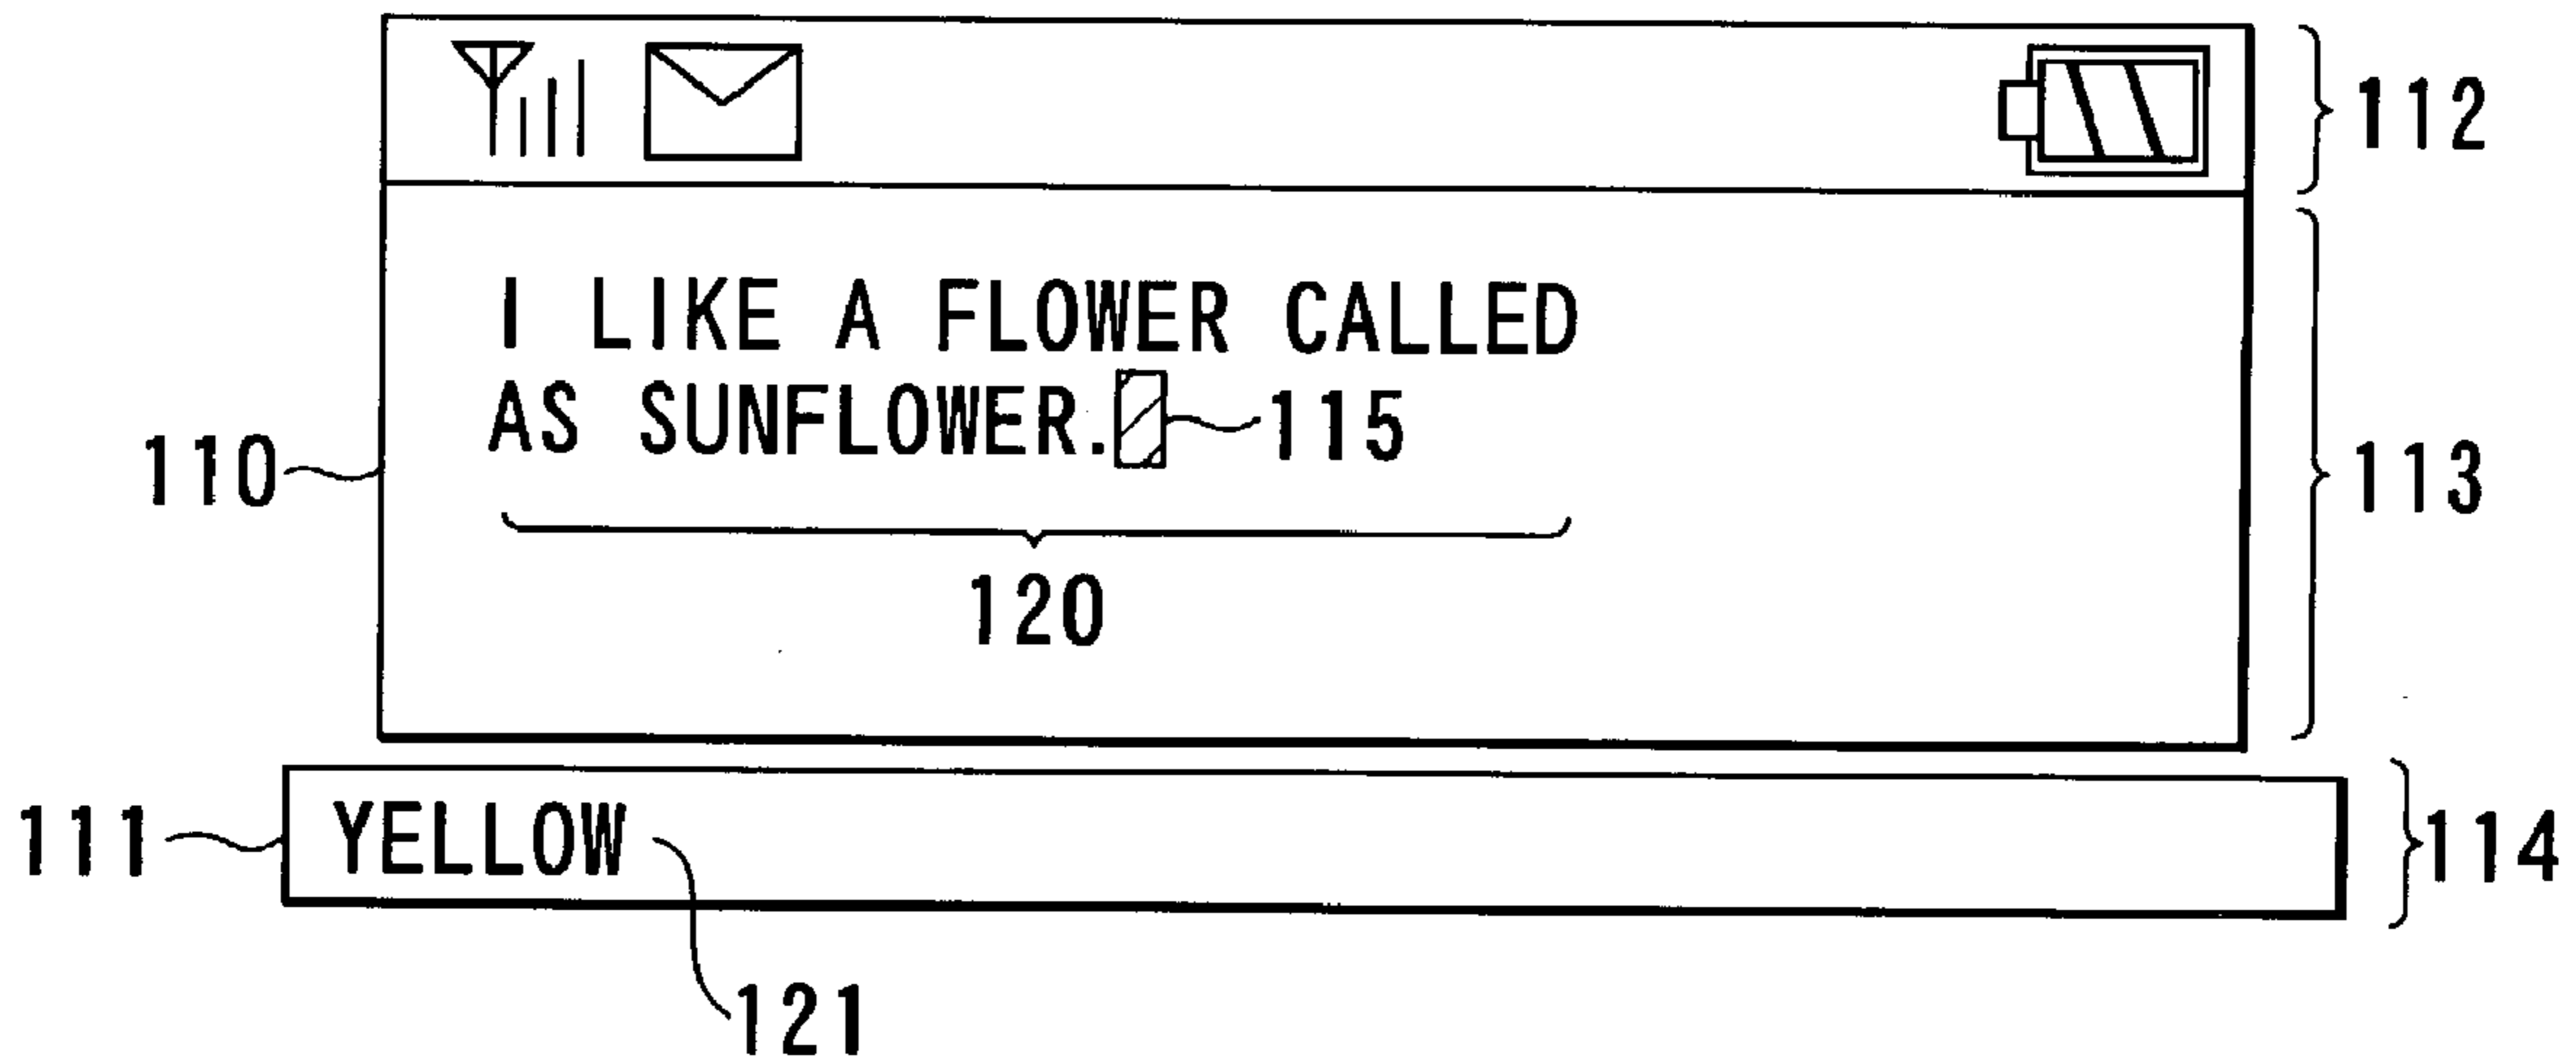 112
I LIKE A FLOWER CALLED
AS SUNFLOWER.
115
110
113
120
111
YELLOW
114
121